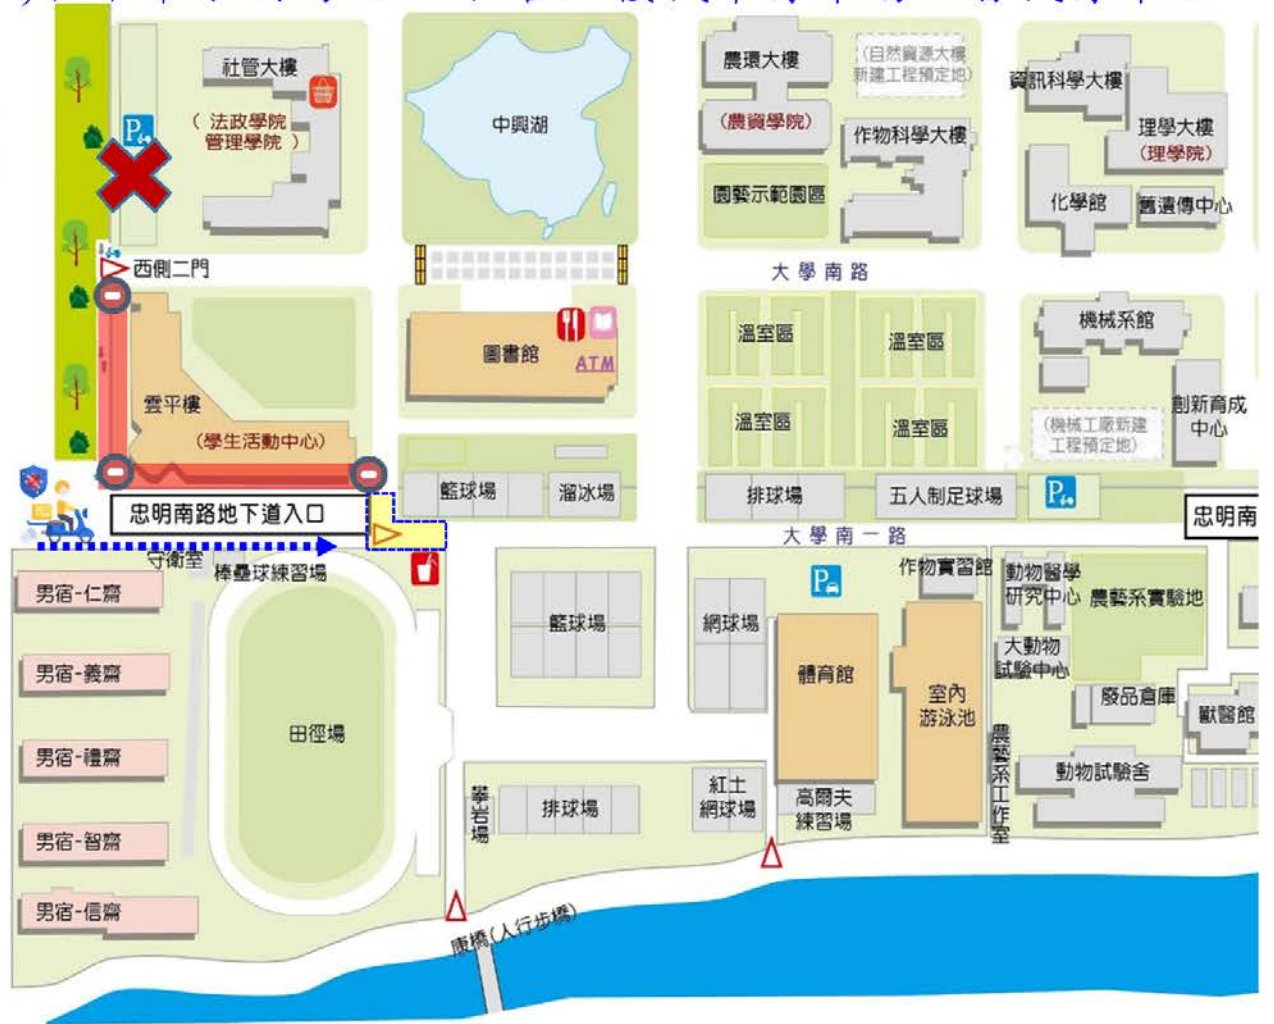 社管大樓
( 法政學院
管理學院 )
P
中興湖
農環大樓
(農資學院)
(自然資源大樓
新建工程預定地)
作物科學大樓
園藝示範園區
資訊科學大樓
理學大樓
(理學院)
化學館
舊遺傳中心
西側二門
大學南路
雲平樓
(學生活動中心)
圖書館
ATM
溫室區
溫室區
溫室區
溫室區
機械系館
(機械工廠新建
工程預定地)
創新育成
中心
籃球場
溜冰場
排球場
五人制足球場
P
忠明南路地下道入口
大學南一路
忠明南
守衛室
棒壘球練習場
男宿-仁齋
男宿-義齋
男宿-禮齋
男宿-智齋
男宿-信齋
田徑場
籃球場
網球場
P
體育館
作物實習館
室內
游泳池
動物醫學
研究中心
農藝系實驗地
大動物
試驗中心
廢品倉庫
獸醫館
農藝系工作室
動物試驗舍
攀岩場
排球場
紅土
網球場
高爾夫
練習場
康橋(人行步橋)